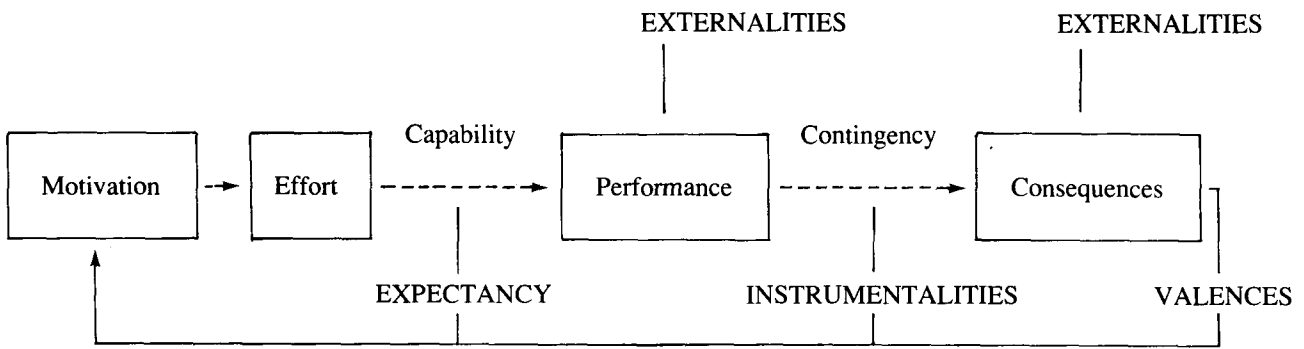 EXTERNALITIES
EXTERNALITIES
Capability
Contingency
Motivation
Effort
Performance
Consequences
EXPECTANCY
INSTRUMENTALITIES
VALENCES